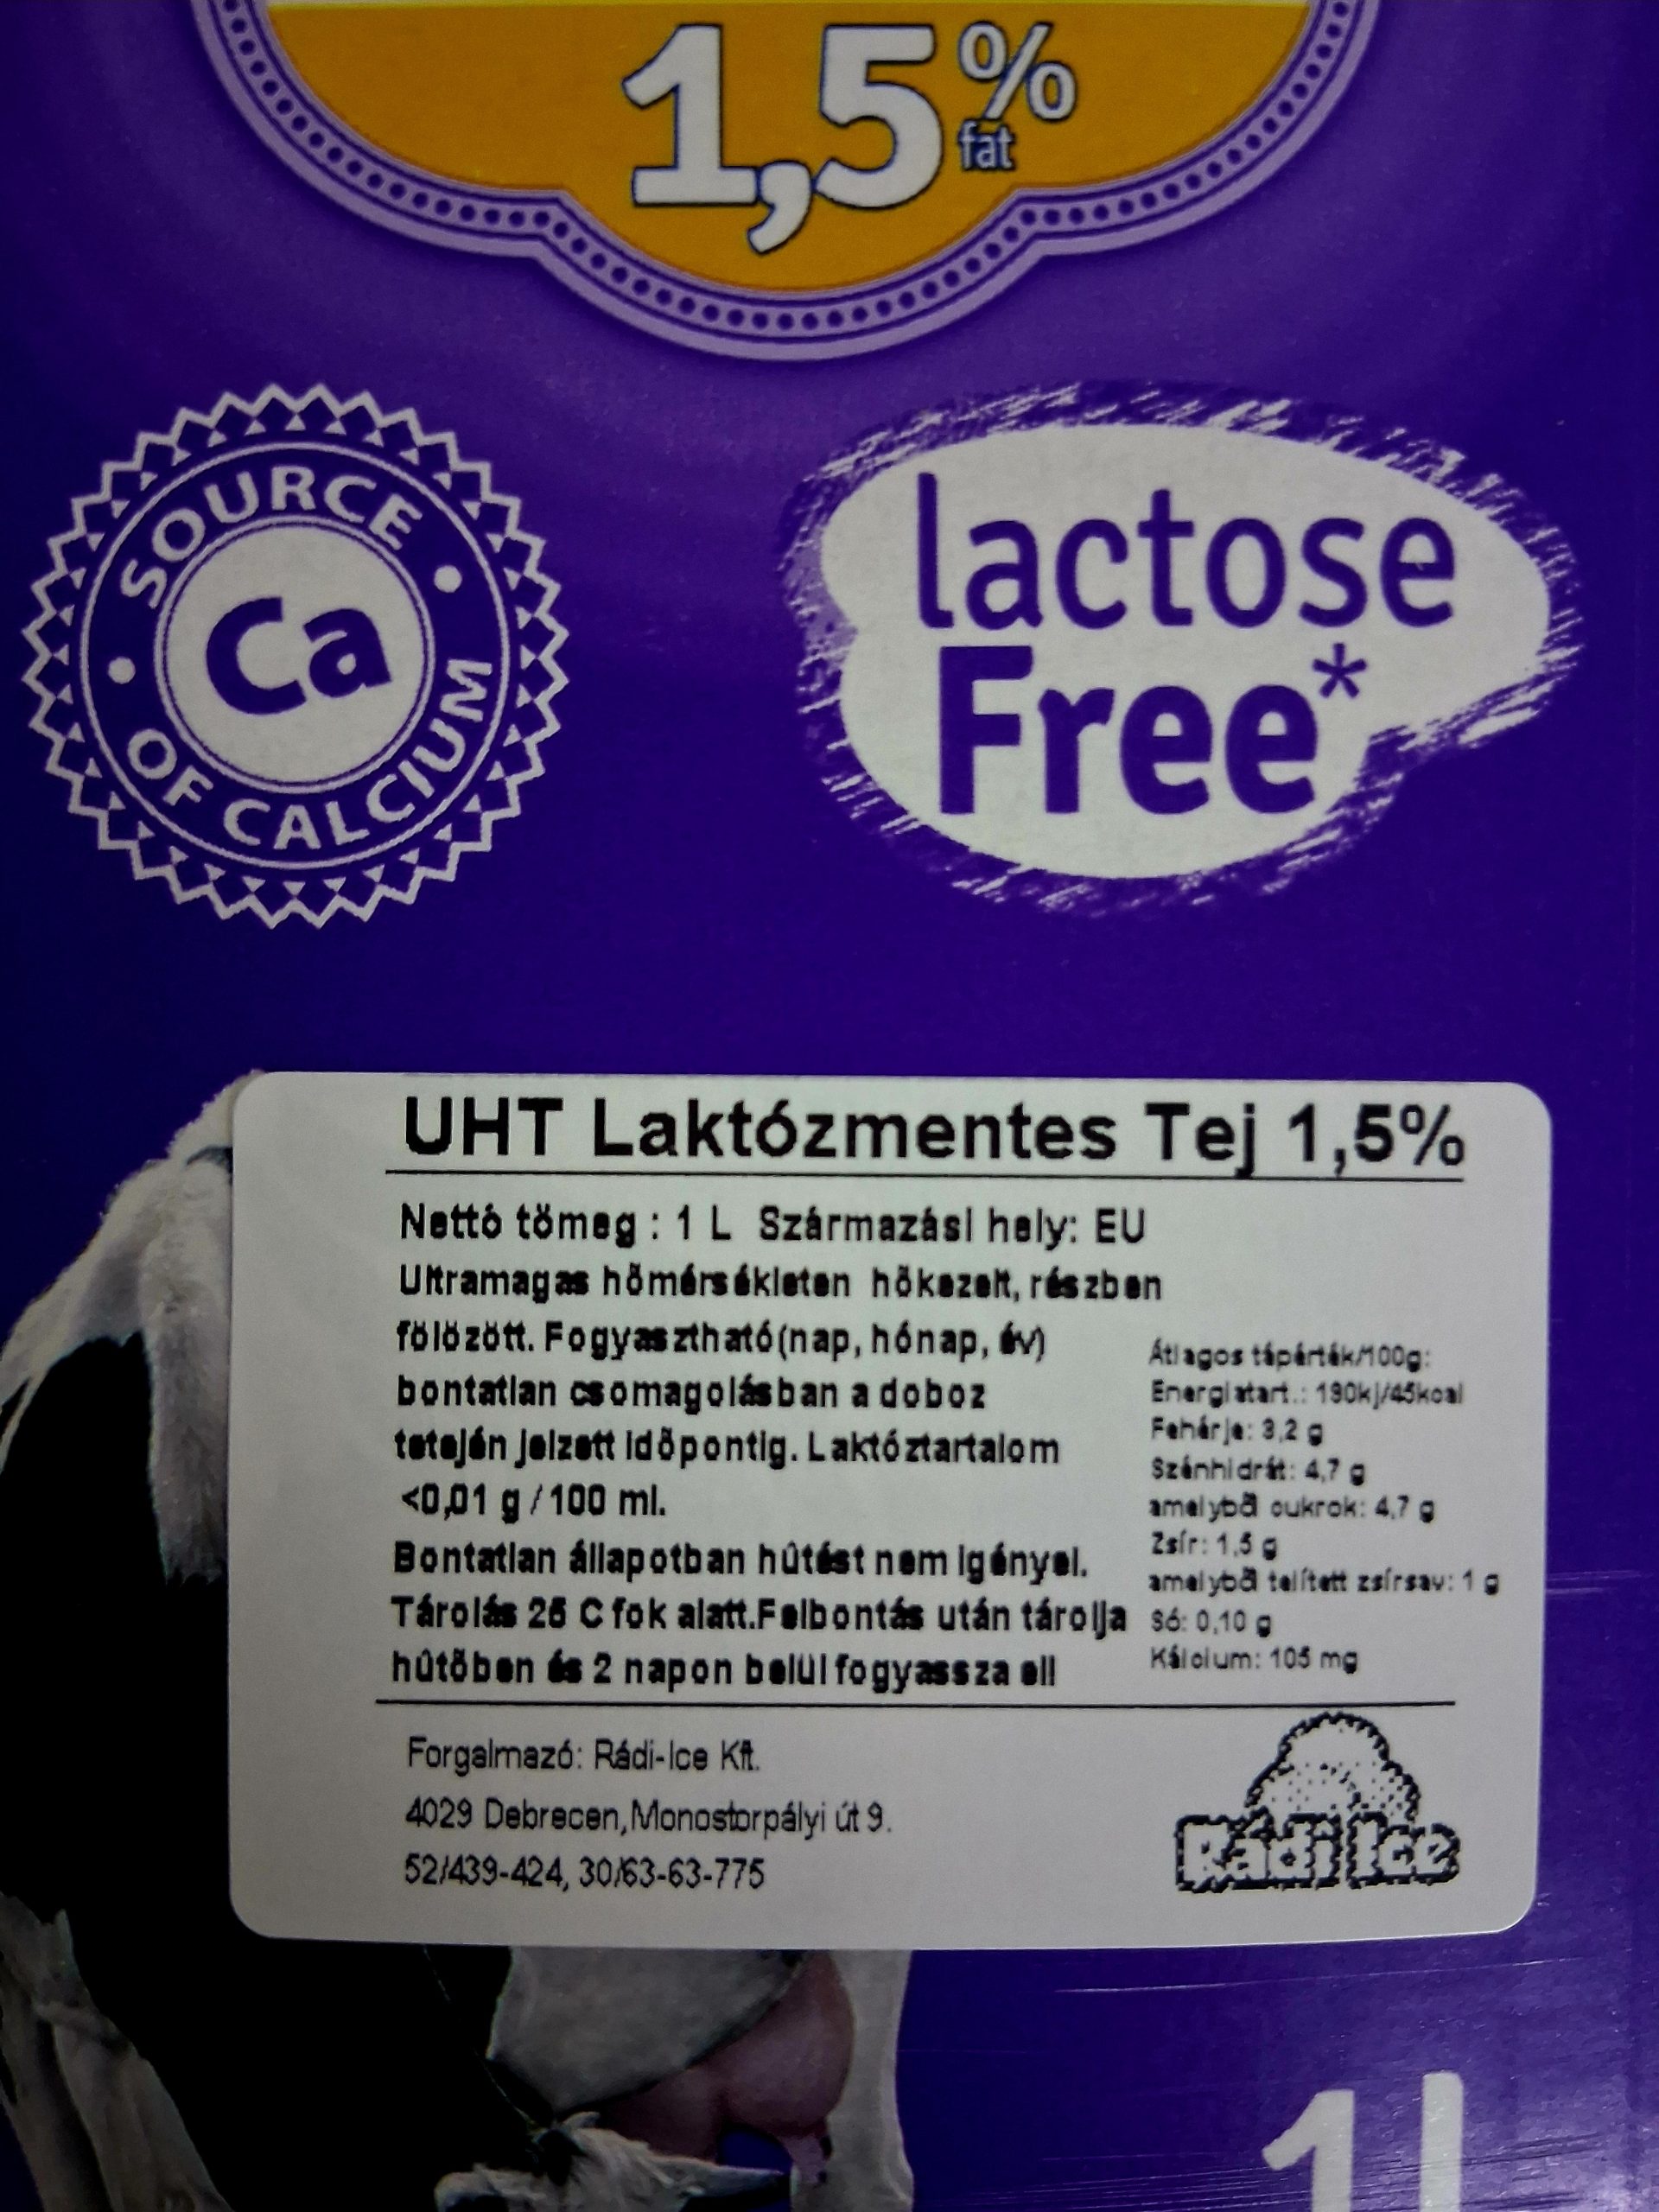 1,5%
fat
SOURCE
OF CALCIUM
Ca
lactose
Free*
UHT Laktózmentes Tej 1,5%
Nettó tömeg : 1 L  Származási hely: EU
Ultramagas hőmérsékleten hőkezelt, részben
fölözött. Fogyasztható(nap, hónap, év)
bontatlan csomagolásban a doboz
tetején jelzett időpontig. Laktóztartalom
<0,01 g / 100 ml.
Bontatlan állapotban hűtést nem igényel.
Tárolás 25 C fok alatt.Felbontás után tárolja
hűtőben és 2 napon belül fogyassza el!
Átlagos tápérték/100g:
Energiatart.: 190kj/45kcal
Fehérje: 3,2 g
Szénhidrát: 4,7 g
amelyből cukrok: 4,7 g
Zsír: 1,5 g
amelyből telített zsírsav: 1 g
Só: 0,10 g
Kálcium: 105 mg
Forgalmazó: Rádi-Ice Kft.
4029 Debrecen,Monostorpályi út 9.
52/439-424, 30/63-63-775
Rádi Ice
1l